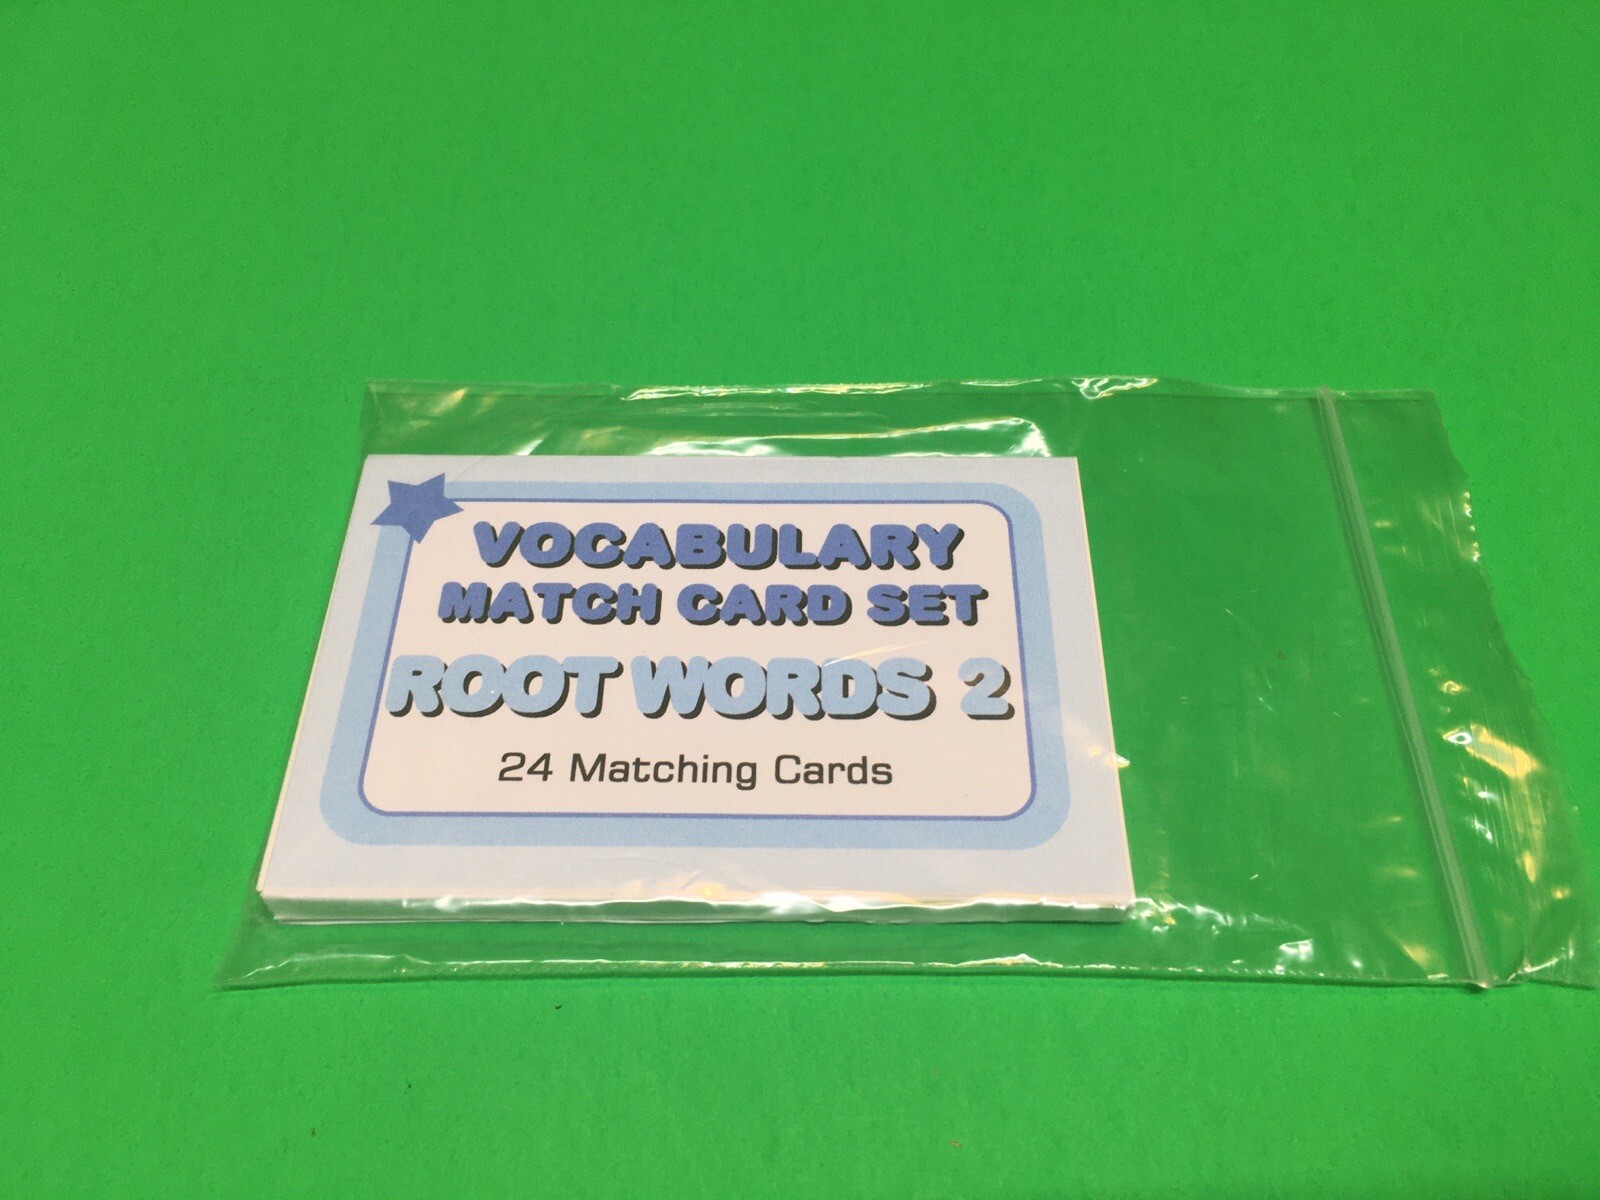 VOCABULARY
MATCH CARD SET
ROOT WORDS 2
24 Matching Cards